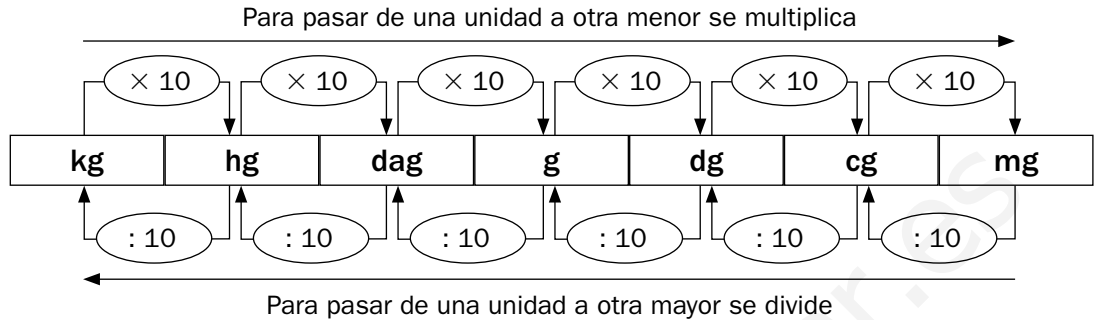 Para pasar de una unidad a otra menor se multiplica
× 10 × 10 × 10 × 10 × 10 × 10
kg hg dag g dg cg mg
: 10 : 10 : 10 : 10 : 10 : 10
Para pasar de una unidad a otra mayor se divide
r.es